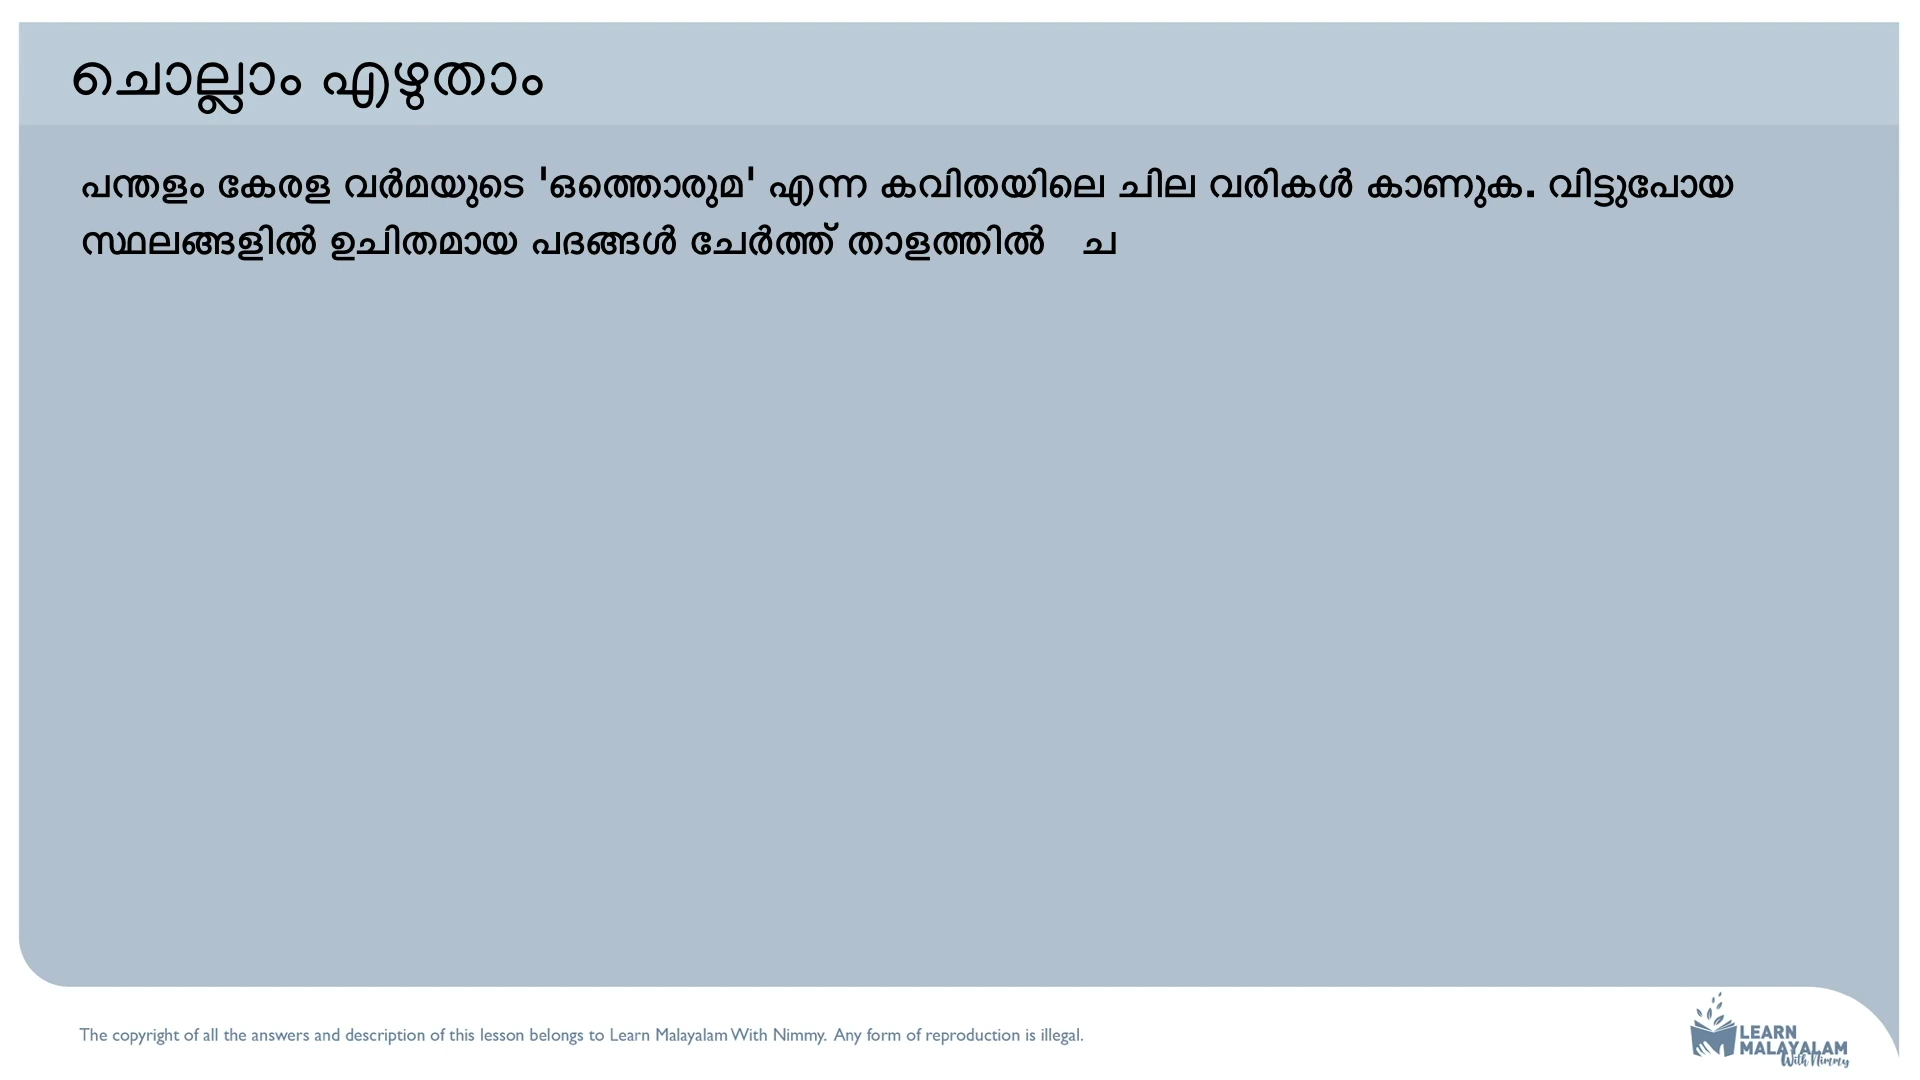 ചൊല്ലാം എഴുതാം
പന്തളം കേരള വർമയുടെ 'ഒത്തൊരുമ' എന്ന കവിതയിലെ ചില വരികൾ കാണുക. വിട്ടുപോയ
സ്ഥലങ്ങളിൽ ഉചിതമായ പദങ്ങൾ ചേർത്ത് താളത്തിൽ ച
The copyright of all the answers and description of this lesson belongs to Learn Malayalam With Nimmy. Any form of reproduction is illegal.
LEARN
MALAYALAM
With Nimmy